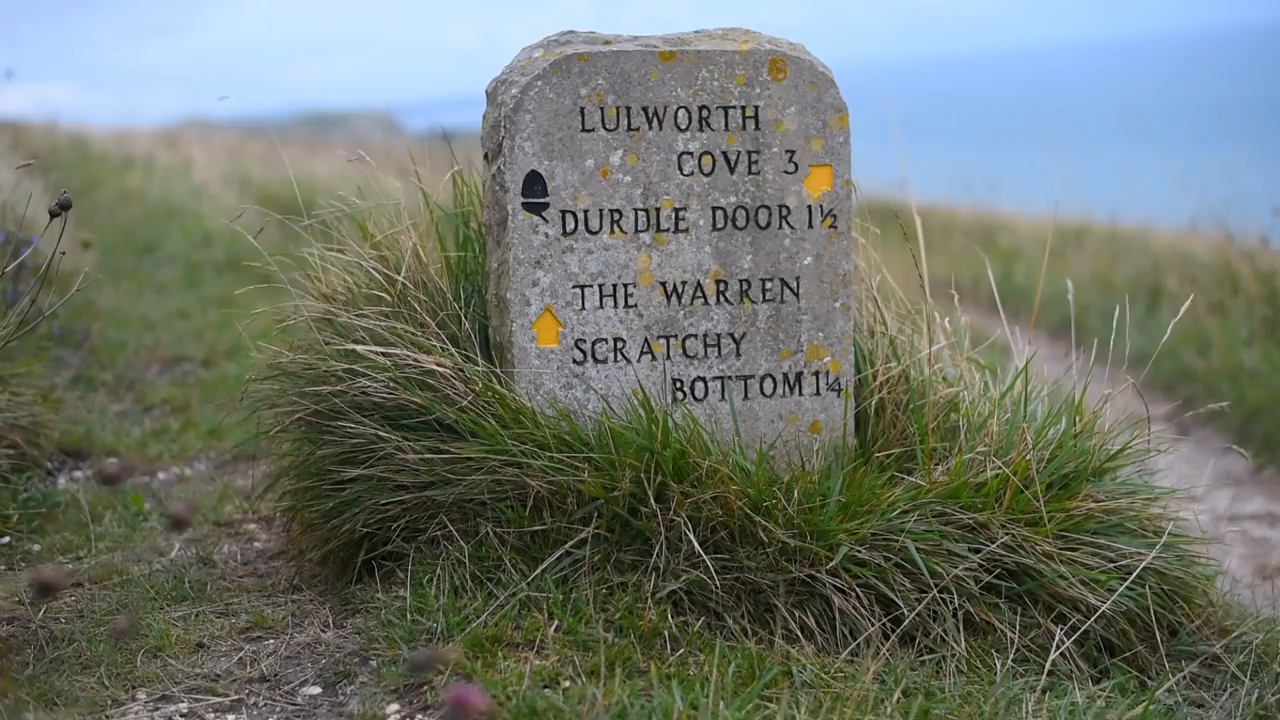 LULWORTH
COVE 3
DURDLE DOOR 1½
THE WARREN
SCRATCHY
BOTTOM 1¼